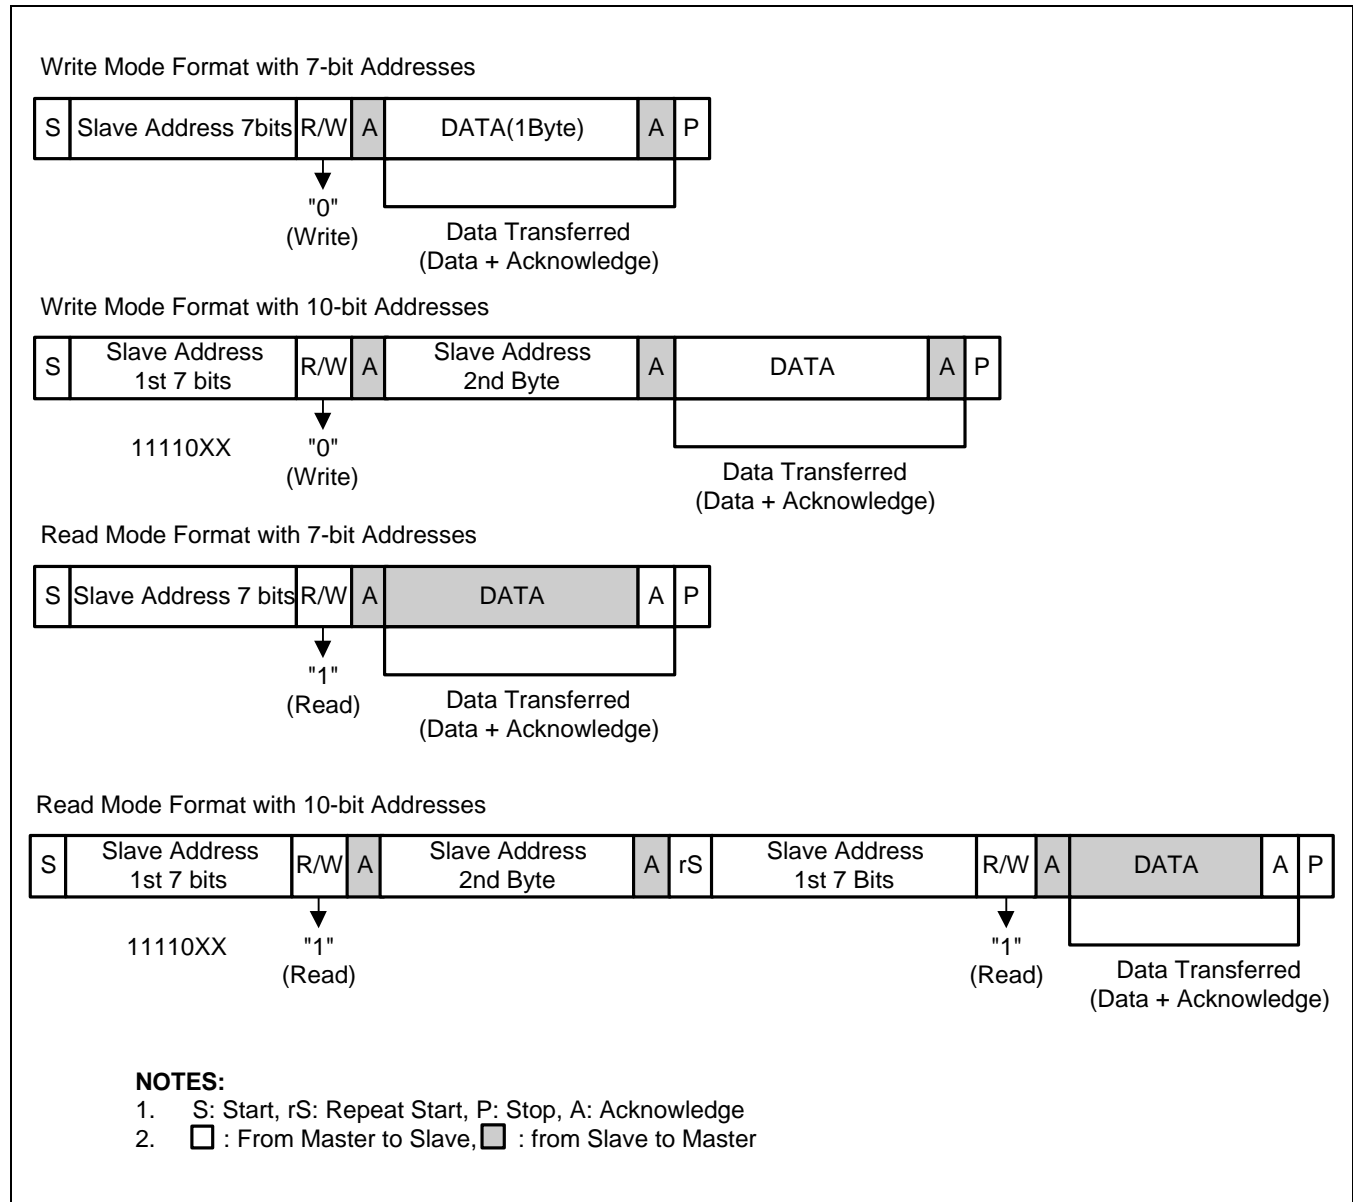 Write Mode Format with 7-bit Addresses
S Slave Address 7bits R/W A DATA(1Byte) A P
"0"
(Write)
Data Transferred
(Data + Acknowledge)
Write Mode Format with 10-bit Addresses
S Slave Address
1st 7 bits R/W A Slave Address
2nd Byte A DATA A P
11110XX
"0"
(Write)
Data Transferred
(Data + Acknowledge)
Read Mode Format with 7-bit Addresses
S Slave Address 7 bits R/W A DATA A P
"1"
(Read)
Data Transferred
(Data + Acknowledge)
Read Mode Format with 10-bit Addresses
S Slave Address
1st 7 bits R/W A Slave Address
2nd Byte A rS Slave Address
1st 7 Bits R/W A DATA A P
11110XX
"1"
(Read)
"1"
(Read)
Data Transferred
(Data + Acknowledge)
NOTES:
1. S: Start, rS: Repeat Start, P: Stop, A: Acknowledge
2. : From Master to Slave, : from Slave to Master